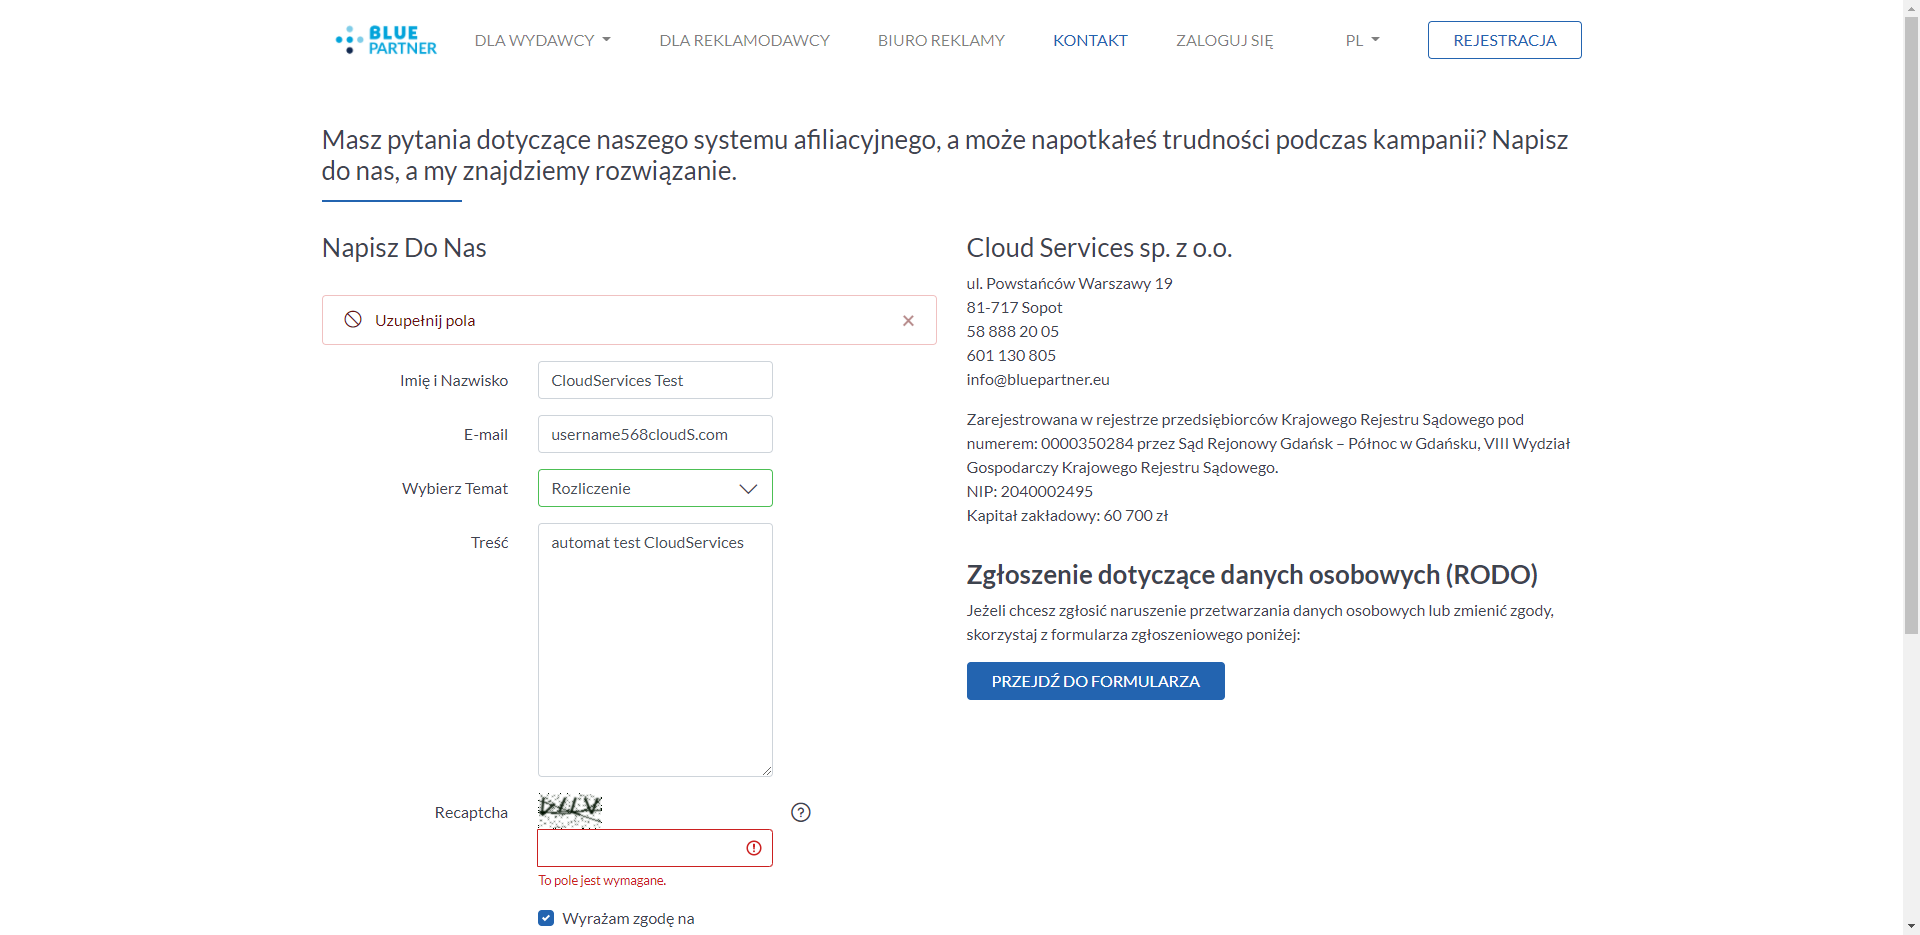 BLUE
PARTNER
DLA WYDAWCY
DLA REKLAMODAWCY
BIURO REKLAMY
KONTAKT
ZALOGUJ SIĘ
PL
REJESTRACJA
Masz pytania dotyczące naszego systemu afiliacyjnego, a może napotkałeś trudności podczas kampanii? Napisz
do nas, a my znajdziemy rozwiązanie.
Napisz Do Nas
Uzupełnij pola
Imię i Nazwisko
CloudServices Test
E-mail
username568cloudS.com
Wybierz Temat
Rozliczenie
Treść
automat test CloudServices
Recaptcha
To pole jest wymagane.
Wyrażam zgodę na
Cloud Services sp. z o.o.
ul. Powstańców Warszawy 19
81-717 Sopot
58 888 20 05
601 130 805
info@bluepartner.eu
Zarejestrowana w rejestrze przedsiębiorców Krajowego Rejestru Sądowego pod
numerem: 0000350284 przez Sąd Rejonowy Gdańsk – Północ w Gdańsku, VIII Wydział
Gospodarczy Krajowego Rejestru Sądowego.
NIP: 2040002495
Kapitał zakładowy: 60 700 zł
Zgłoszenie dotyczące danych osobowych (RODO)
Jeżeli chcesz zgłosić naruszenie przetwarzania danych osobowych lub zmienić zgody,
skorzystaj z formularza zgłoszeniowego poniżej:
PRZEJDŹ DO FORMULARZA